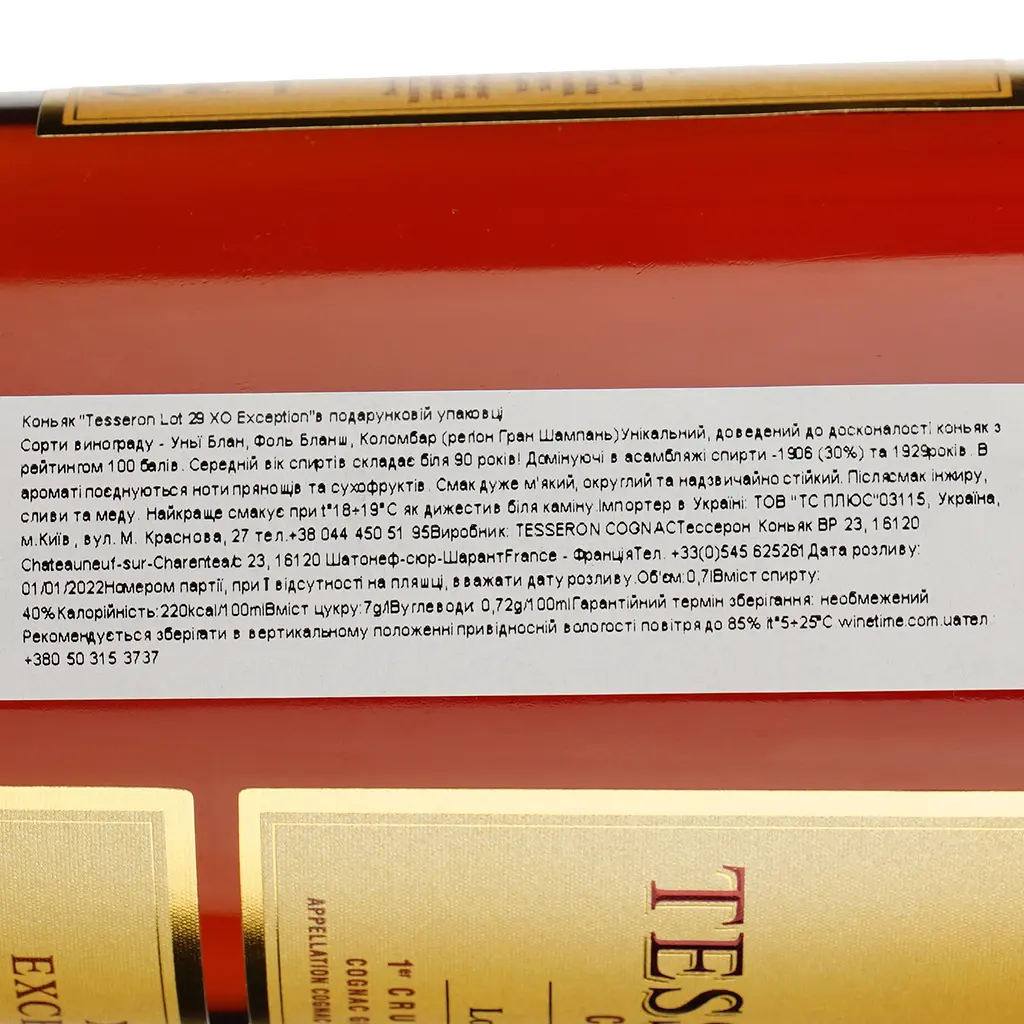 Коньяк "Tesseron Lot 29 XO Exception"в подарунковій упаковці
Сорти винограду - Уньї Блан, Фоль Бланш, Коломбар (регіон Гран Шампань)Унікальний, доведений до досконалості коньяк з
рейтингом 100 балів. Середній вік спиртів складає біля 90 років! Домінуючі в асамбляжі спирти -1906 (30%) та 1929років. В
ароматі поєднуються ноти прянощів та сухофруктів. Смак дуже м'який, округлий та надзвичайно стійкий. Післясмак інжиру,
сливи та меду. Найкраще смакує при t°18+19°С як дижестив біля каміну.Імпортер в Україні: ТОВ "ТС ПЛЮС"03115, Україна,
м.Київ, вул. М. Краснова, 27 тел.+38 044 450 51 95Виробник: TESSERON COGNACТессерон Коньяк BP 23, 16120
Chateauneuf-sur-Charentea/c 23, 16120 Шатонеф-сюр-ШарантFrance - ФранціяТел. +33(0)545 625261 Дата розливу:
01/01/2022Номером партії, при її відсутності на пляшці, вважати дату розливу.Об'єм:0,7lВміст спирту:
40%Калорійність:220kcal/100mlВміст цукру:7g/lВуглеводи: 0,72g/100mlГарантійний термін зберігання: необмежений
Рекомендується зберігати в вертикальному положенні при відносній вологості повітря до 85% іt°5+25°С winetime.com.uaтел.:
+380 50 315 3737
TES
1er CRU
COGNAC G
APPELLATION COGNAC